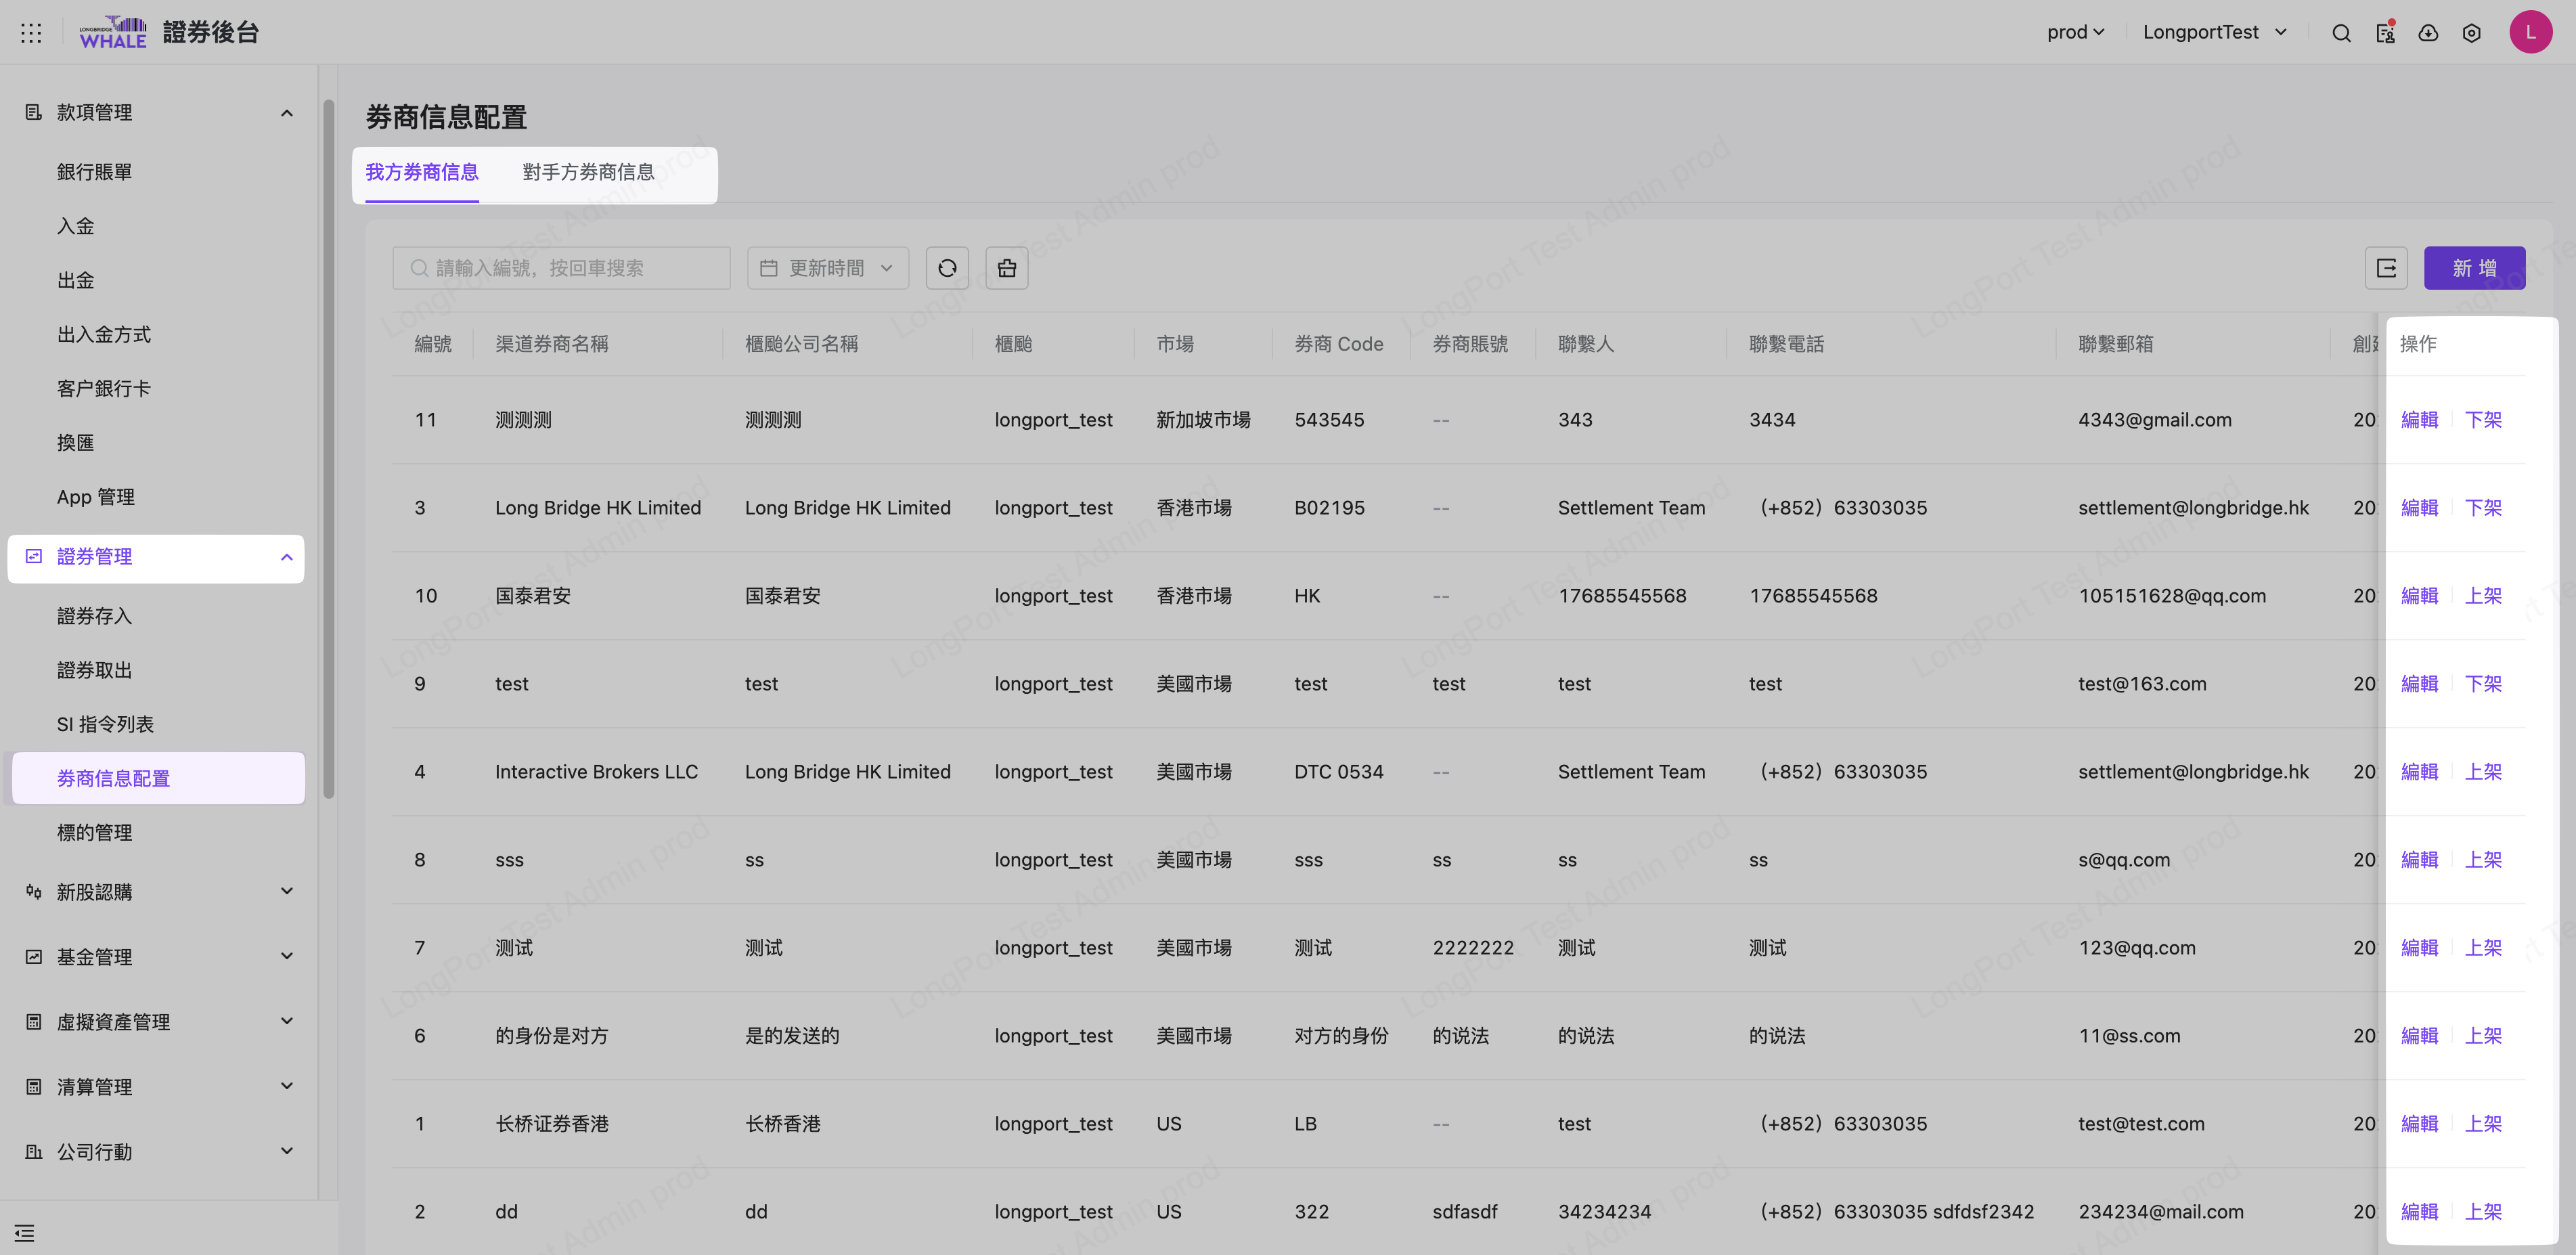 LONGBRIDGE
WHALE
證券後台
prod
LongportTest
L
款項管理
銀行賬單
入金
出金
出入金方式
客户銀行卡
換匯
App 管理
證券管理
證券存入
證券取出
SI 指令列表
券商信息配置
標的管理
新股認購
基金管理
虛擬資產管理
清算管理
公司行動
券商信息配置
我方券商信息 對手方券商信息
請輸入編號，按回車搜索 更新時間 新 增
編號 渠道券商名稱 櫃颱公司名稱 櫃颱 市場 券商 Code 券商賬號 聯繫人 聯繫電話 聯繫郵箱 操作
11 测测测 测测测 longport_test 新加坡市場 543545 -- 343 3434 4343@gmail.com 20 編輯 下架
3 Long Bridge HK Limited Long Bridge HK Limited longport_test 香港市場 B02195 -- Settlement Team （+852）63303035 settlement@longbridge.hk 20 編輯 下架
10 国泰君安 国泰君安 longport_test 香港市場 HK -- 17685545568 17685545568 105151628@qq.com 20 編輯 上架
9 test test longport_test 美國市場 test test test test test@163.com 20 編輯 下架
4 Interactive Brokers LLC Long Bridge HK Limited longport_test 美國市場 DTC 0534 -- Settlement Team （+852）63303035 settlement@longbridge.hk 20 編輯 上架
8 sss ss longport_test 美國市場 sss ss ss ss s@qq.com 20 編輯 上架
7 测试 测试 longport_test 美國市場 测试 2222222 测试 测试 123@qq.com 20 編輯 上架
6 的身份是对方 是的发送的 longport_test 美國市場 对方的身份 的说法 的说法 的说法 11@ss.com 20 編輯 上架
1 长桥证券香港 长桥香港 longport_test US LB -- test （+852）63303035 test@test.com 20 編輯 上架
2 dd dd longport_test US 322 sdfasdf 34234234 （+852）63303035 sdfdsf2342 234234@mail.com 20 編輯 上架
LongPort Test Admin prod